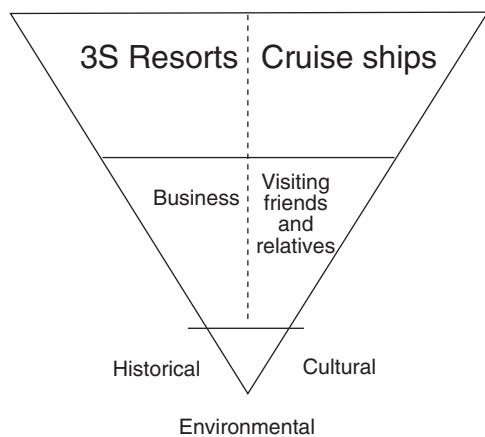 3S Resorts Cruise ships
Business
Visiting
friends
and
relatives
Historical Cultural
Environmental